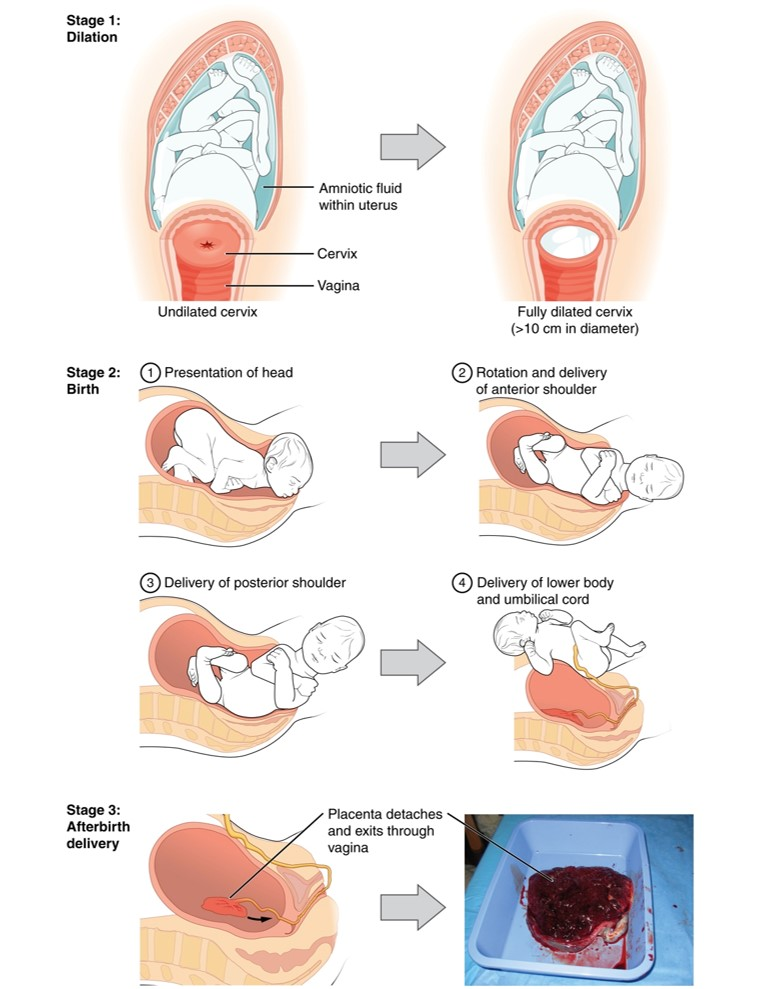 Stage 1:
Dilation
Amniotic fluid
within uterus
Cervix
Vagina
Undilated cervix
Fully dilated cervix
(>10 cm in diameter)
Stage 2:
Birth
1 Presentation of head
2 Rotation and delivery
of anterior shoulder
3 Delivery of posterior shoulder
4 Delivery of lower body
and umbilical cord
Stage 3:
Afterbirth
delivery
Placenta detaches
and exits through
vagina